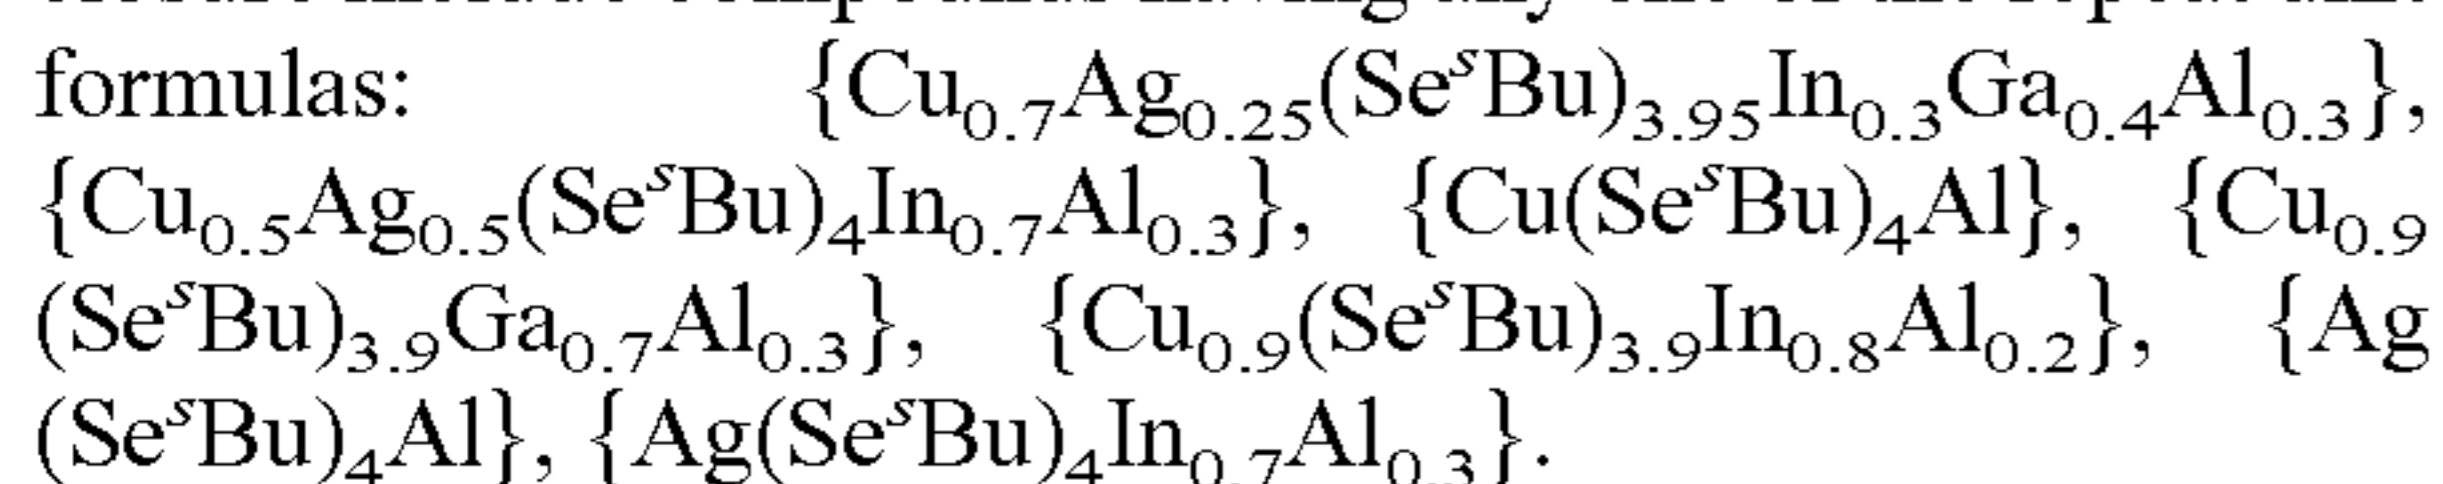 formulas: {Cu₀.₇Ag₀.₂₅(SeˢBu)₃.₉₅In₀.₃Ga₀.₄Al₀.₃},
{Cu₀.₅Ag₀.₅(SeˢBu)₄In₀.₇Al₀.₃}, {Cu(SeˢBu)₄Al}, {Cu₀.₉
(SeˢBu)₃.₉Ga₀.₇Al₀.₃}, {Cu₀.₉(SeˢBu)₃.₉In₀.₈Al₀.₂}, {Ag
(SeˢBu)₄Al}, {Ag(SeˢBu)₄In₀.₇Al₀.₃}.